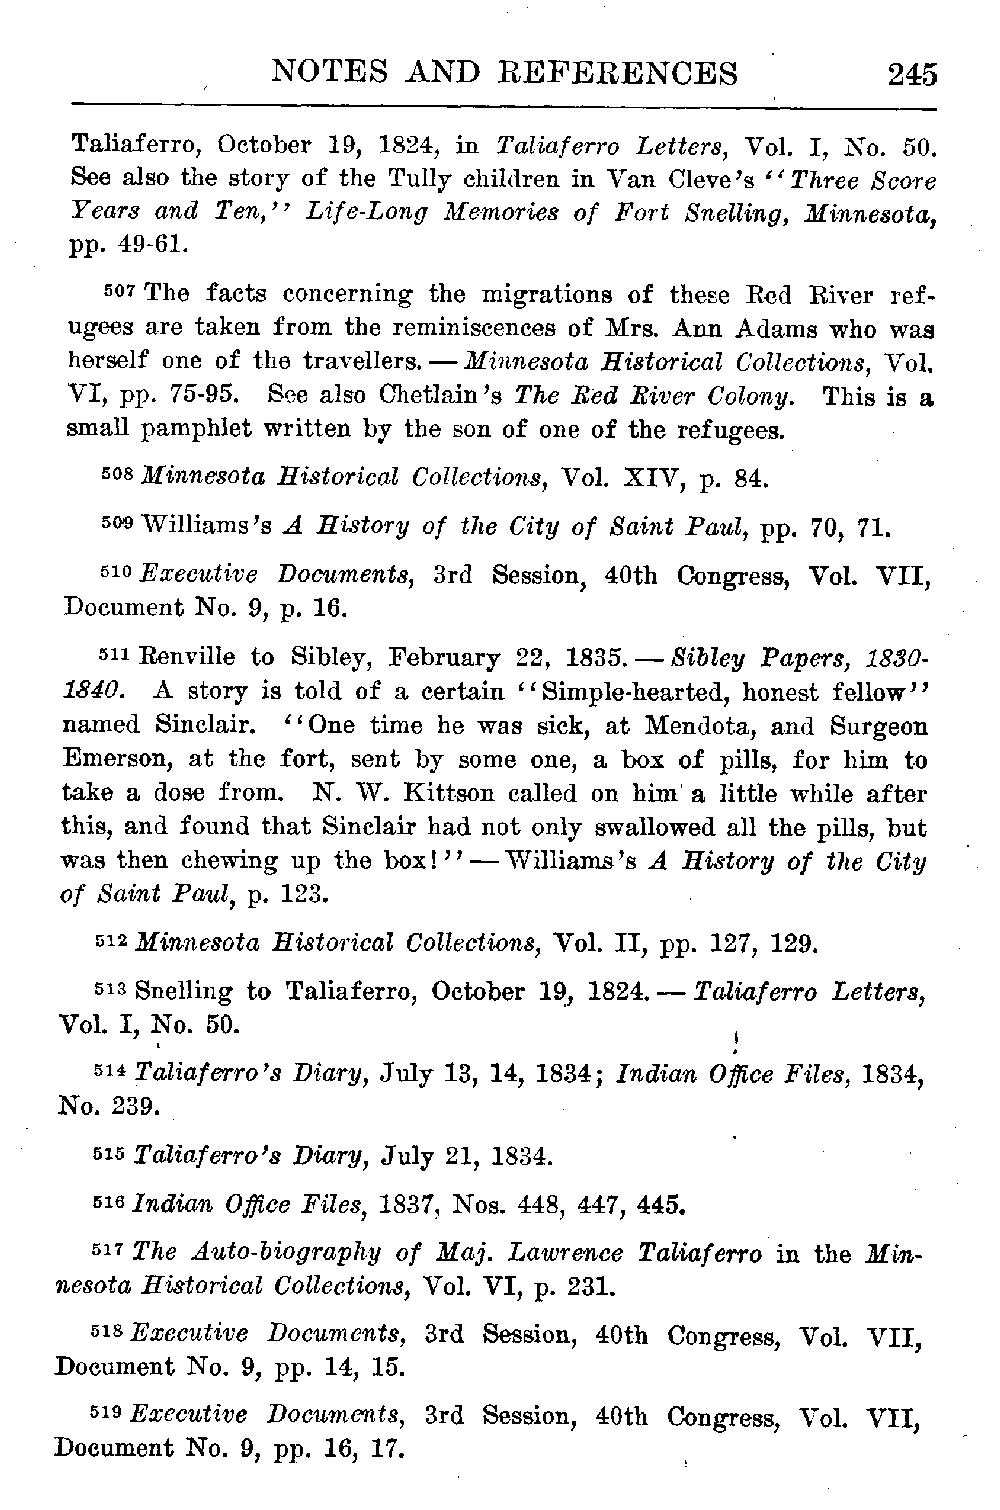 NOTES AND REFERENCES 245
Taliaferro, October 19, 1824, in Taliaferro Letters, Vol. I, No. 50.
See also the story of the Tully children in Van Cleve's "Three Score
Years and Ten," Life-Long Memories of Fort Snelling, Minnesota,
pp. 49-61.
507 The facts concerning the migrations of these Red River ref-
ugees are taken from the reminiscences of Mrs. Ann Adams who was
herself one of the travellers. — Minnesota Historical Collections, Vol.
VI, pp. 75-95. See also Chetlain's The Red River Colony. This is a
small pamphlet written by the son of one of the refugees.
508 Minnesota Historical Collections, Vol. XIV, p. 84.
509 Williams's A History of the City of Saint Paul, pp. 70, 71.
510 Executive Documents, 3rd Session, 40th Congress, Vol. VII,
Document No. 9, p. 16.
511 Renville to Sibley, February 22, 1835. — Sibley Papers, 1830-
1840. A story is told of a certain "Simple-hearted, honest fellow"
named Sinclair. "One time he was sick, at Mendota, and Surgeon
Emerson, at the fort, sent by some one, a box of pills, for him to
take a dose from. N. W. Kittson called on him a little while after
this, and found that Sinclair had not only swallowed all the pills, but
was then chewing up the box!" — Williams's A History of the City
of Saint Paul, p. 123.
512 Minnesota Historical Collections, Vol. II, pp. 127, 129.
513 Snelling to Taliaferro, October 19, 1824. — Taliaferro Letters,
Vol. I, No. 50.
514 Taliaferro's Diary, July 13, 14, 1834; Indian Office Files, 1834,
No. 239.
515 Taliaferro's Diary, July 21, 1834.
516 Indian Office Files, 1837, Nos. 448, 447, 445.
517 The Auto-biography of Maj. Lawrence Taliaferro in the Min-
nesota Historical Collections, Vol. VI, p. 231.
518 Executive Documents, 3rd Session, 40th Congress, Vol. VII,
Document No. 9, pp. 14, 15.
519 Executive Documents, 3rd Session, 40th Congress, Vol. VII,
Document No. 9, pp. 16, 17.